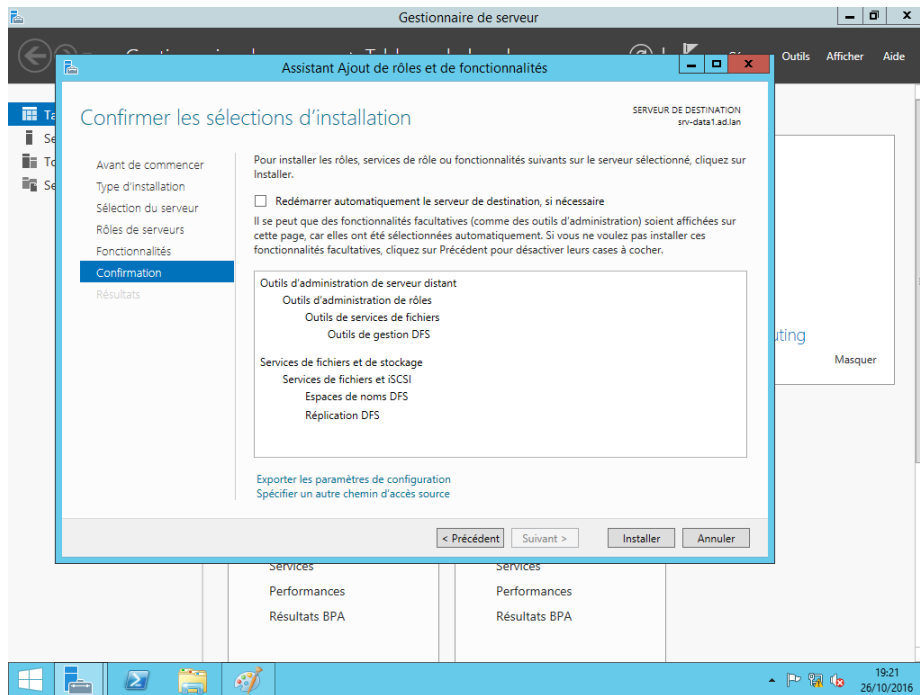 Gestionnaire de serveur
Outils Afficher Aide
Assistant Ajout de rôles et de fonctionnalités
Confirmer les sélections d'installation
SERVEUR DE DESTINATION
srv-data1.ad.lan
Avant de commencer
Type d'installation
Sélection du serveur
Rôles de serveurs
Fonctionnalités
Confirmation
Résultats
Pour installer les rôles, services de rôle ou fonctionnalités suivants sur le serveur sélectionné, cliquez sur
Installer.
Redémarrer automatiquement le serveur de destination, si nécessaire
Il se peut que des fonctionnalités facultatives (comme des outils d'administration) soient affichées sur
cette page, car elles ont été sélectionnées automatiquement. Si vous ne voulez pas installer ces
fonctionnalités facultatives, cliquez sur Précédent pour désactiver leurs cases à cocher.
Outils d'administration de serveur distant
Outils d'administration de rôles
Outils de services de fichiers
Outils de gestion DFS
Services de fichiers et de stockage
Services de fichiers et iSCSI
Espaces de noms DFS
Réplication DFS
Exporter les paramètres de configuration
Spécifier un autre chemin d'accès source
< Précédent
Suivant >
Installer
Annuler
Masquer
Services
Performances
Résultats BPA
Services
Performances
Résultats BPA
19:21
26/10/2016